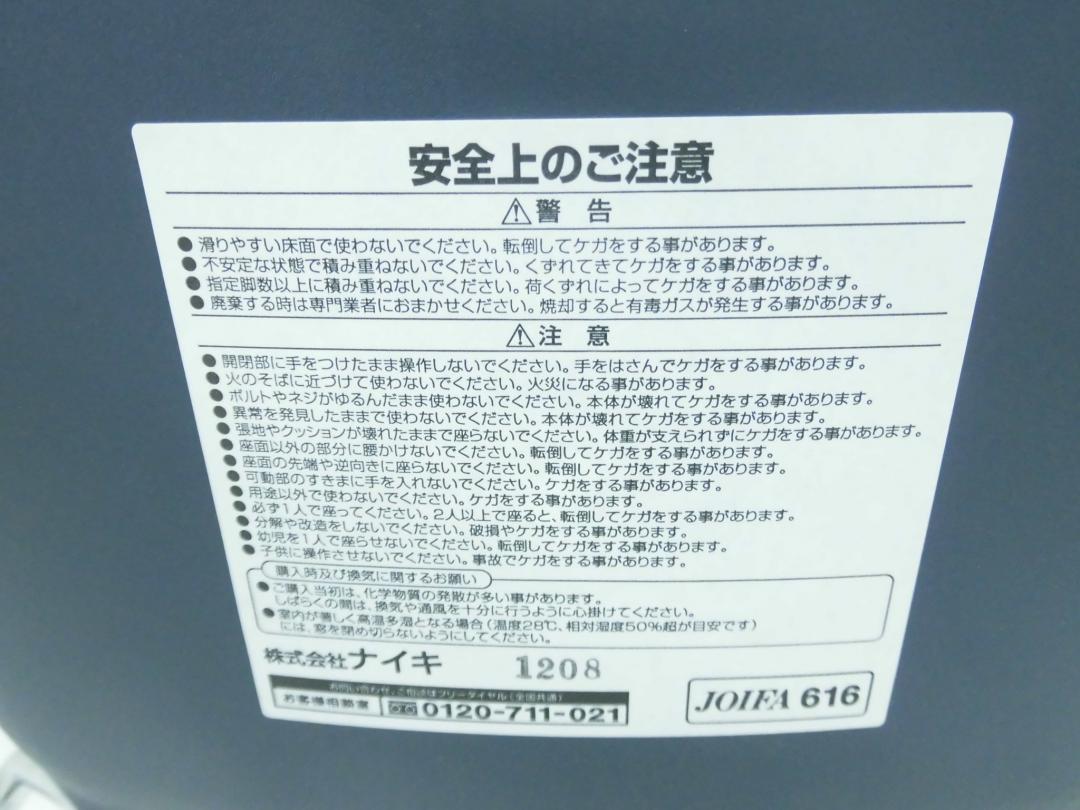 安全上のご注意
⚠警 告
●滑りやすい床面で使わないでください。転倒してケガをする事があります。
●不安定な状態で積み重ねないでください。くずれてきてケガをする事があります。
●指定脚数以上に積み重ねないでください。荷くずれによってケガをする事があります。
●廃棄する時は専門業者におまかせください。焼却すると有毒ガスが発生する事があります。
⚠注 意
●開閉部に手をつけたまま操作しないでください。手をはさんでケガをする事があります。
●火のそばに近づけて使わないでください。火災になる事があります。
●ボルトやネジがゆるんだまま使わないでください。本体が壊れてケガをする事があります。
●異常を発見したままで使わないでください。本体が壊れてケガをする事があります。
●張地やクッションが壊れたままで座らないでください。体重が支えられずにケガをする事があります。
●座面以外の部分に腰かけないでください。転倒してケガをする事があります。
●座面の先端や逆向きに座らないでください。転倒してケガをする事があります。
●可動部のすきまに手を入れないでください。ケガをする事があります。
●用途以外で使わないでください。ケガをする事があります。
●必ず1人で座ってください。2人以上で座ると、転倒してケガをする事があります。
●分解や改造をしないでください。破損やケガをする事があります。
●幼児を1人で座らせないでください。転倒してケガをする事があります。
●子供に操作させないでください。事故でケガをする事があります。
購入時及び換気に関するお願い
●ご購入当初は、化学物質の発散が多い事があります。
しばらくの間は、換気や通風を十分に行うように心掛けてください。
●室内が著しく高温多湿となる場合(温度28℃、相対湿度50%超が目安です)
には、窓を閉め切らないようにしてください。
株式会社ナイキ 1208
お問い合わせ、ご相談はフリーダイヤル(全国共通)
お客様相談室 0120-711-021
JOIFA 616